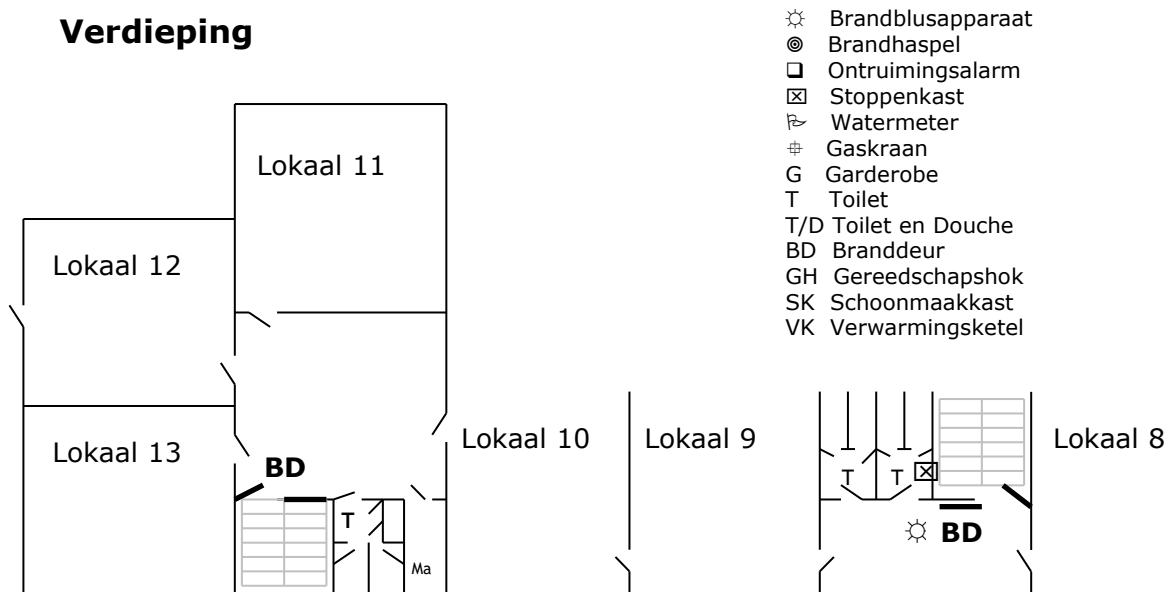 Verdieping
Brandblusapparaat
Brandhaspel
Ontruimingsalarm
Stoppenkast
Watermeter
Gaskraan
G Garderobe
T Toilet
T/D Toilet en Douche
BD Branddeur
GH Gereedschapshok
SK Schoonmaakkast
VK Verwarmingsketel
Lokaal 11
Lokaal 12
Lokaal 13
BD
T
Ma
Lokaal 10
Lokaal 9
T T
BD
Lokaal 8